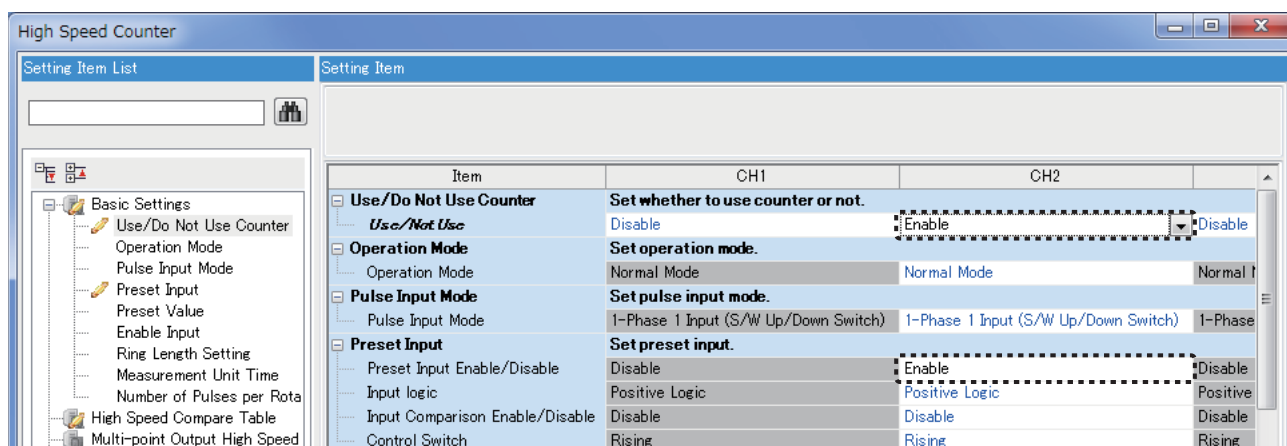 High Speed Counter
Setting Item List
Setting Item
Item CH1 CH2
Basic Settings
Use/Do Not Use Counter
Operation Mode
Pulse Input Mode
Preset Input
Preset Value
Enable Input
Ring Length Setting
Measurement Unit Time
Number of Pulses per Rota
High Speed Compare Table
Multi-point Output High Speed
Use/Do Not Use Counter Set whether to use counter or not.
Use/Not Use Disable Enable Disable
Operation Mode Set operation mode.
Operation Mode Normal Mode Normal Mode Normal M
Pulse Input Mode Set pulse input mode.
Pulse Input Mode 1-Phase 1 Input (S/W Up/Down Switch) 1-Phase 1 Input (S/W Up/Down Switch) 1-Phase
Preset Input Set preset input.
Preset Input Enable/Disable Disable Enable Disable
Input logic Positive Logic Positive Logic Positive
Input Comparison Enable/Disable Disable Disable Disable
Control Switch Rising Rising Rising